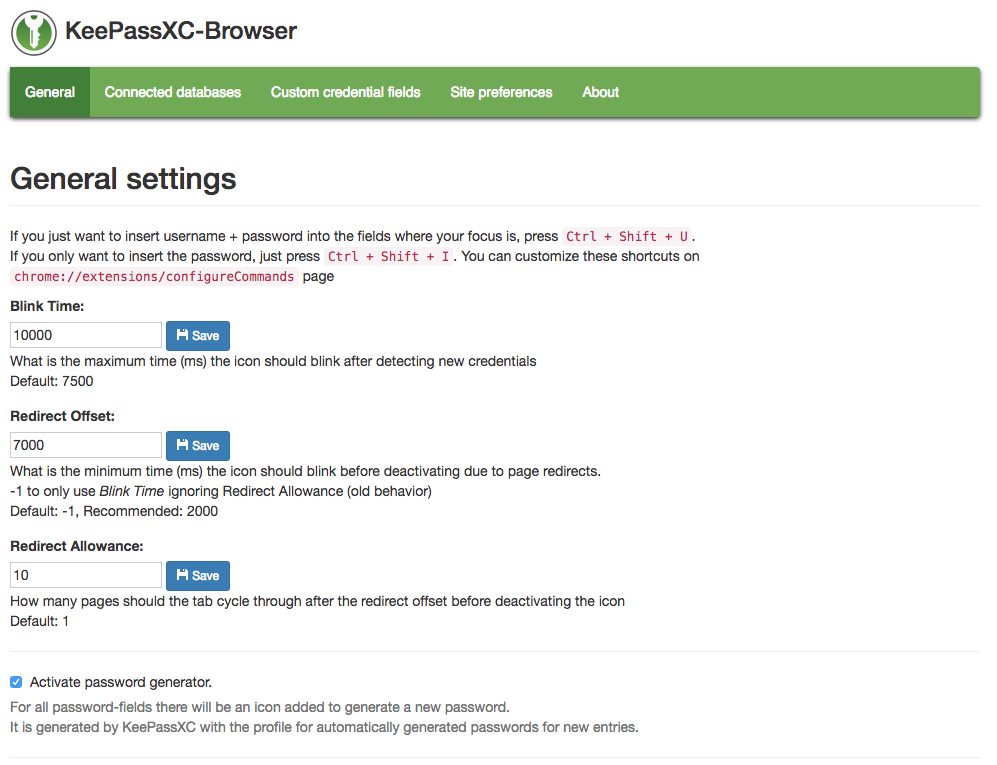 KeePassXC-Browser
General Connected databases Custom credential fields Site preferences About
General settings
If you just want to insert username + password into the fields where your focus is, press Ctrl + Shift + U.
If you only want to insert the password, just press Ctrl + Shift + I. You can customize these shortcuts on
chrome://extensions/configureCommands page
Blink Time:
10000 Save
What is the maximum time (ms) the icon should blink after detecting new credentials
Default: 7500
Redirect Offset:
7000 Save
What is the minimum time (ms) the icon should blink before deactivating due to page redirects.
-1 to only use Blink Time ignoring Redirect Allowance (old behavior)
Default: -1, Recommended: 2000
Redirect Allowance:
10 Save
How many pages should the tab cycle through after the redirect offset before deactivating the icon
Default: 1
Activate password generator.
For all password-fields there will be an icon added to generate a new password.
It is generated by KeePassXC with the profile for automatically generated passwords for new entries.